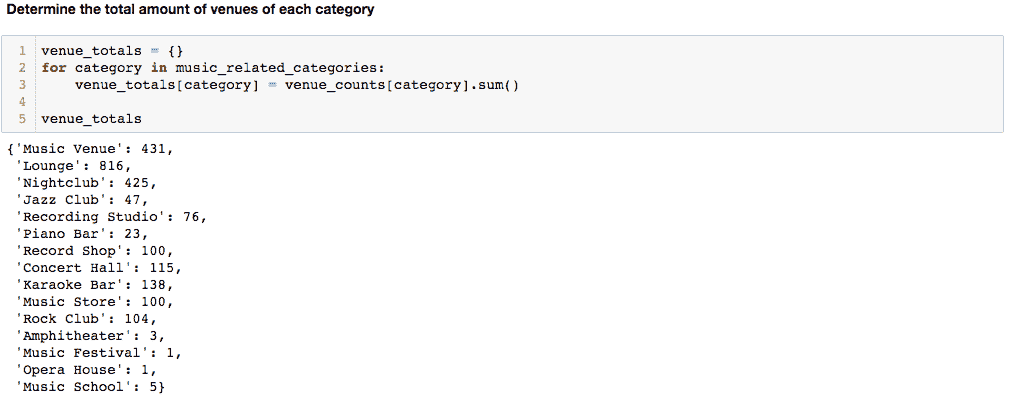 Determine the total amount of venues of each category
1 venue_totals = {}
2 for category in music_related_categories:
3     venue_totals[category] = venue_counts[category].sum()
4
5 venue_totals
{'Music Venue': 431,
 'Lounge': 816,
 'Nightclub': 425,
 'Jazz Club': 47,
 'Recording Studio': 76,
 'Piano Bar': 23,
 'Record Shop': 100,
 'Concert Hall': 115,
 'Karaoke Bar': 138,
 'Music Store': 100,
 'Rock Club': 104,
 'Amphitheater': 3,
 'Music Festival': 1,
 'Opera House': 1,
 'Music School': 5}